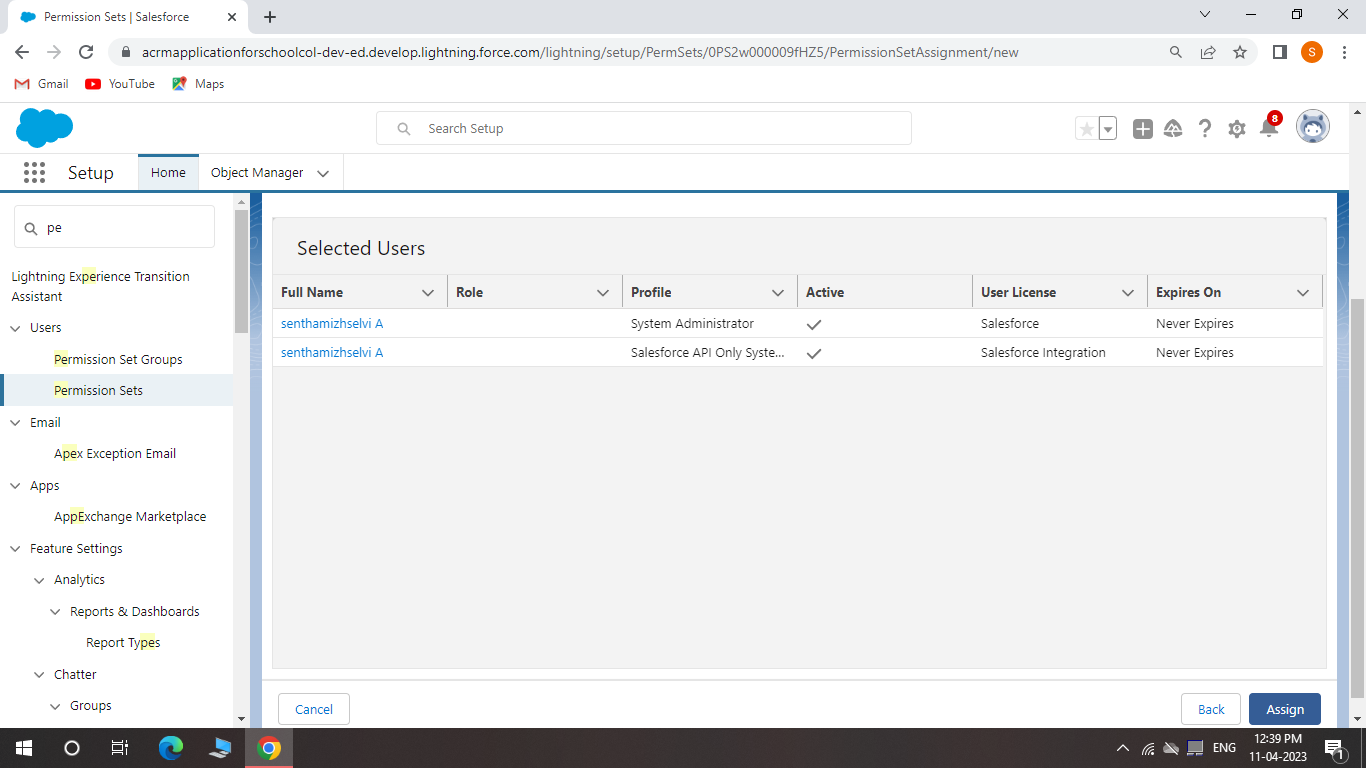 Permission Sets | Salesforce
acrmapplicationforschoolcol-dev-ed.develop.lightning.force.com/lightning/setup/PermSets/0PS2w000009fHZ5/PermissionSetAssignment/new
S
Gmail YouTube Maps
Search Setup
8
Setup Home Object Manager
pe
Lightning Experience Transition
Assistant
Users
Permission Set Groups
Permission Sets
Email
Apex Exception Email
Apps
AppExchange Marketplace
Feature Settings
Analytics
Reports & Dashboards
Report Types
Chatter
Groups
Selected Users
Full Name Role Profile Active User License Expires On
senthamizhselvi A System Administrator Salesforce Never Expires
senthamizhselvi A Salesforce API Only Syste... Salesforce Integration Never Expires
Cancel Back Assign
ENG
12:39 PM
11-04-2023
1